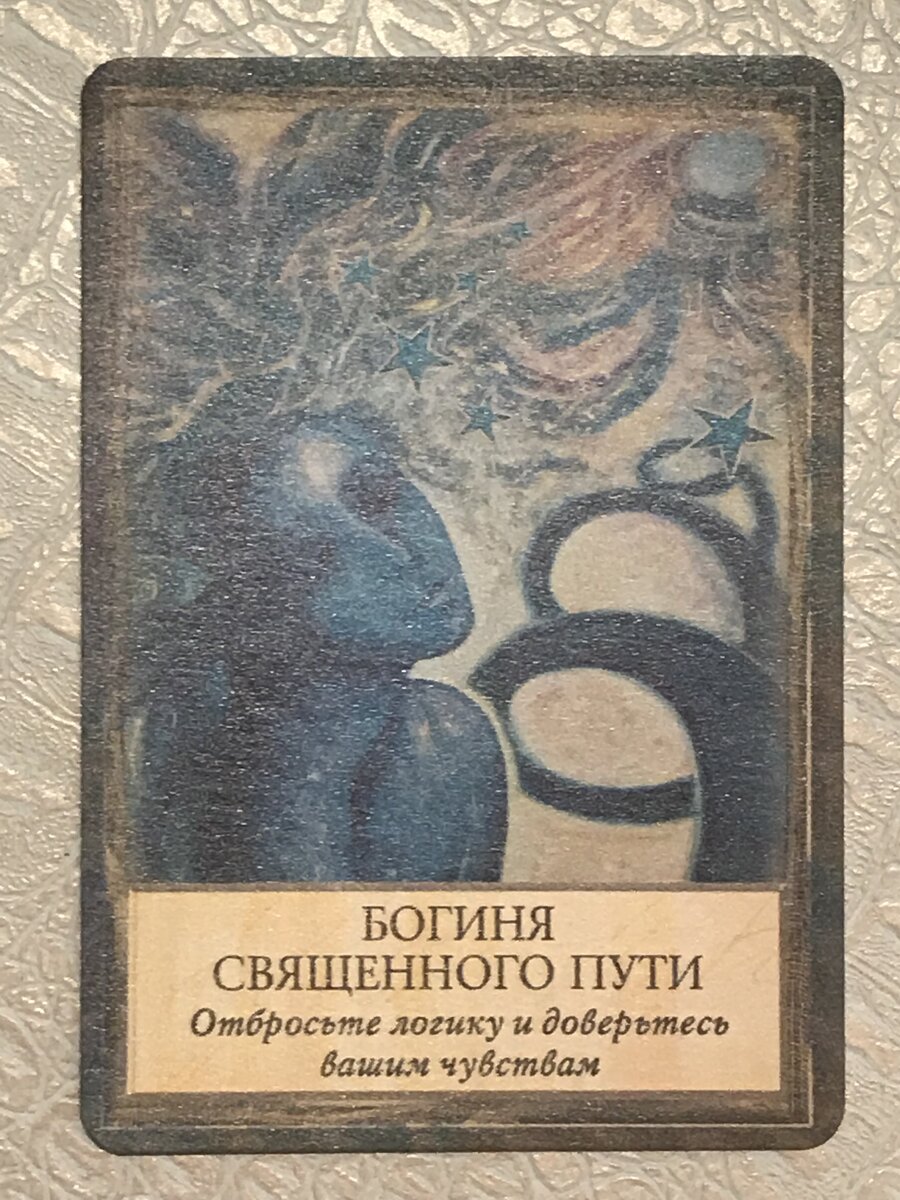 БОГИНЯ
СВЯЩЕННОГО ПУТИ
Отбросьте логику и доверьтесь
вашим чувствам